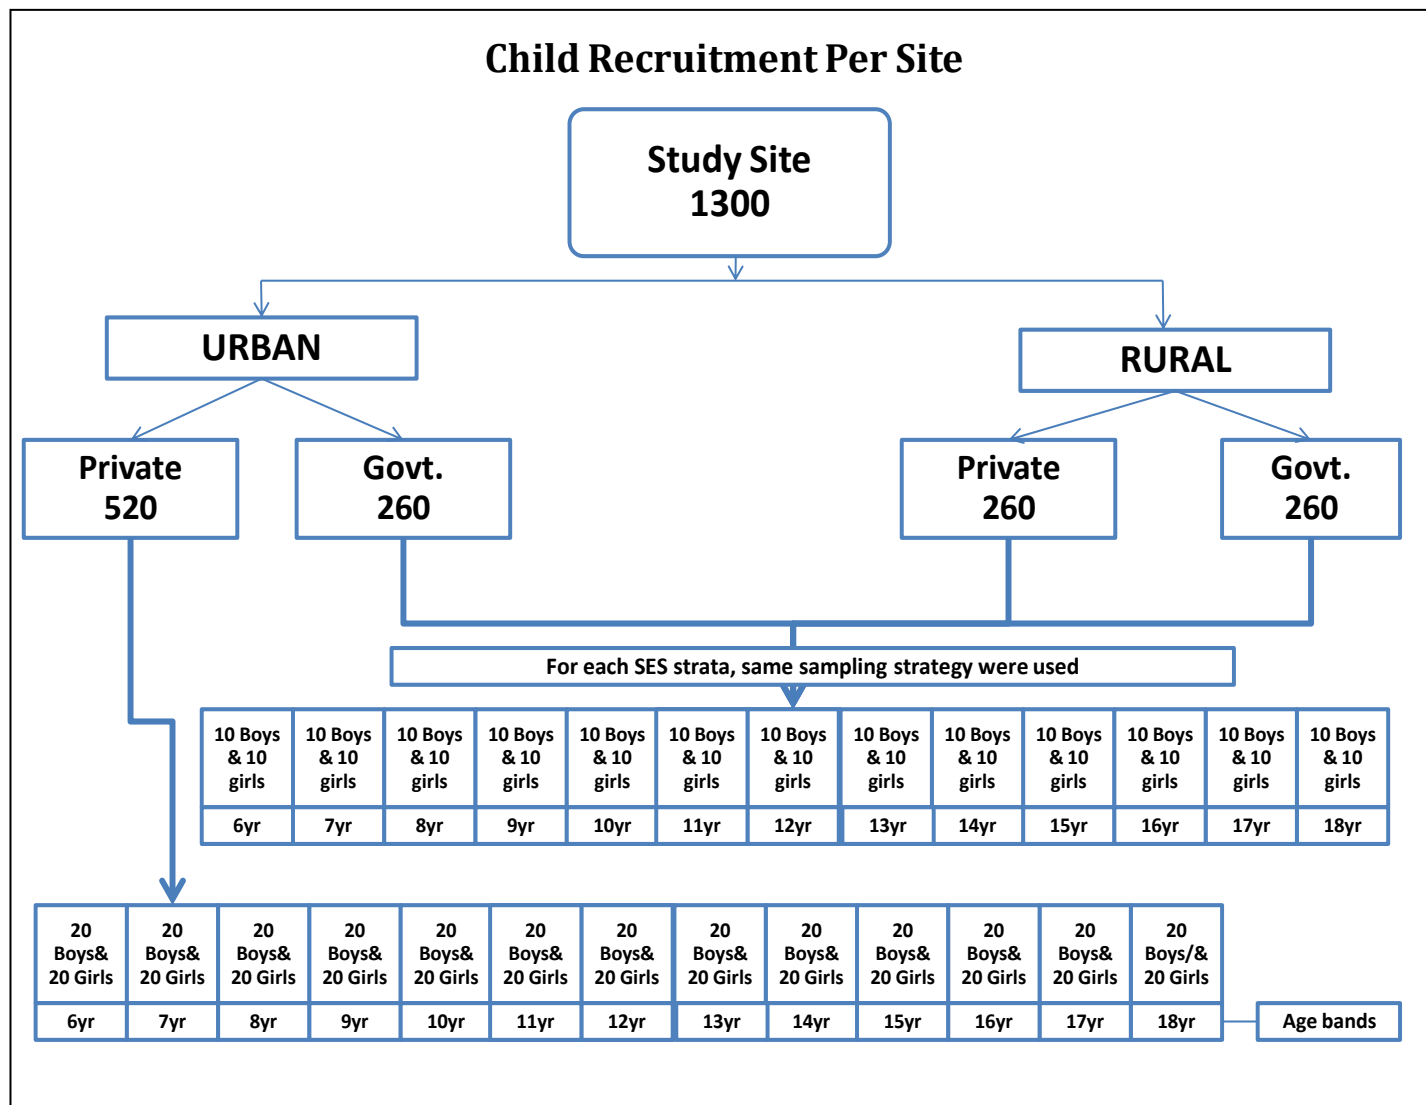 Child Recruitment Per Site
Study Site
1300
URBAN
RURAL
Private
520
Govt.
260
Private
260
Govt.
260
For each SES strata, same sampling strategy were used
10 Boys
& 10
girls
10 Boys
& 10
girls
10 Boys
& 10
girls
10 Boys
& 10
girls
10 Boys
& 10
girls
10 Boys
& 10
girls
10 Boys
& 10
girls
10 Boys
& 10
girls
10 Boys
& 10
girls
10 Boys
& 10
girls
10 Boys
& 10
girls
10 Boys
& 10
girls
10 Boys
& 10
girls
6yr
7yr
8yr
9yr
10yr
11yr
12yr
13yr
14yr
15yr
16yr
17yr
18yr
20
Boys&
20 Girls
20
Boys&
20 Girls
20
Boys&
20 Girls
20
Boys&
20 Girls
20
Boys&
20 Girls
20
Boys&
20 Girls
20
Boys&
20 Girls
20
Boys&
20 Girls
20
Boys&
20 Girls
20
Boys&
20 Girls
20
Boys&
20 Girls
20
Boys&
20 Girls
20
Boys/&
20 Girls
6yr
7yr
8yr
9yr
10yr
11yr
12yr
13yr
14yr
15yr
16yr
17yr
18yr
Age bands